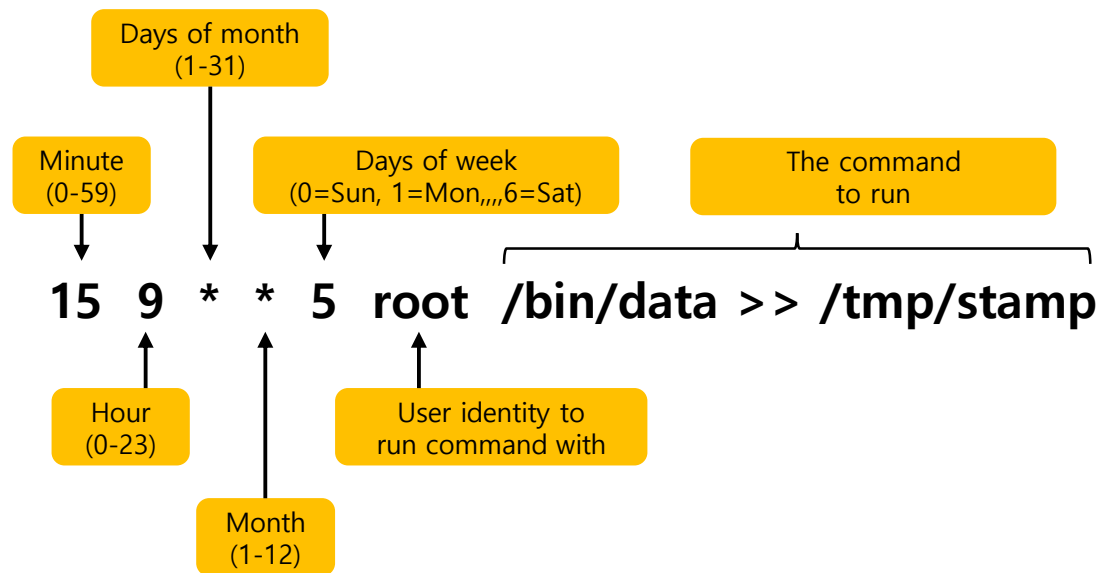 Days of month
(1-31)
Minute
(0-59)
Days of week
(0=Sun, 1=Mon,,,,6=Sat)
The command
to run
15 9 * * 5 root /bin/data >> /tmp/stamp
Hour
(0-23)
User identity to
run command with
Month
(1-12)